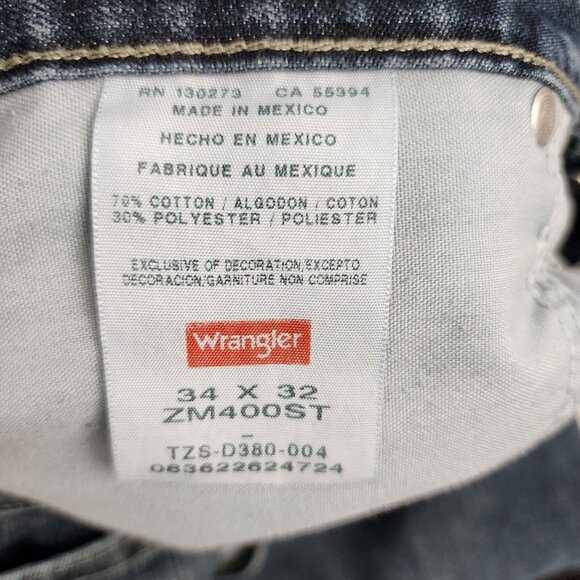 RN 130273 CA 55394
MADE IN MEXICO
HECHO EN MEXICO
FABRIQUE AU MEXIQUE
70% COTTON / ALGODON / COTON
30% POLYESTER / POLIESTER
EXCLUSIVE OF DECORATION/EXCEPTO
DECORACION/GARNITURE NON COMPRISE
Wrangler
34 X 32
ZM400ST
–
TZS-D380-004
063622624724